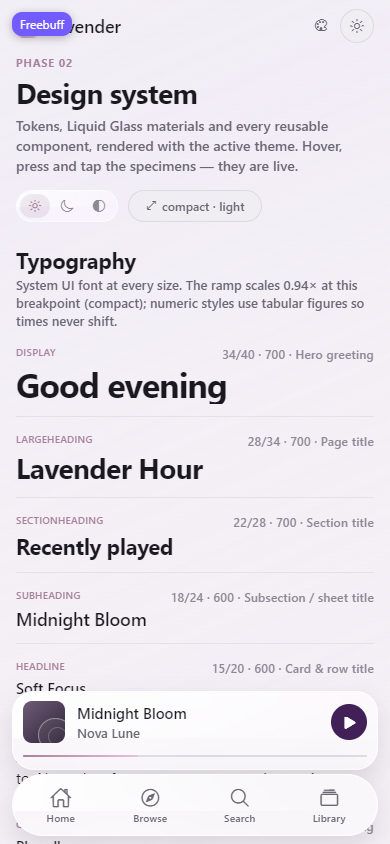 Freebuff
vender
PHASE 02
Design system
Tokens, Liquid Glass materials and every reusable
component, rendered with the active theme. Hover,
press and tap the specimens — they are live.
compact · light
Typography
System UI font at every size. The ramp scales 0.94× at this
breakpoint (compact); numeric styles use tabular figures so
times never shift.
DISPLAY
34/40 · 700 · Hero greeting
Good evening
LARGEHEADING
28/34 · 700 · Page title
Lavender Hour
SECTIONHEADING
22/28 · 700 · Section title
Recently played
SUBHEADING
18/24 · 600 · Subsection / sheet title
Midnight Bloom
HEADLINE
15/20 · 600 · Card & row title
Soft Focus
Midnight Bloom
Nova Lune
Home
Browse
Search
Library